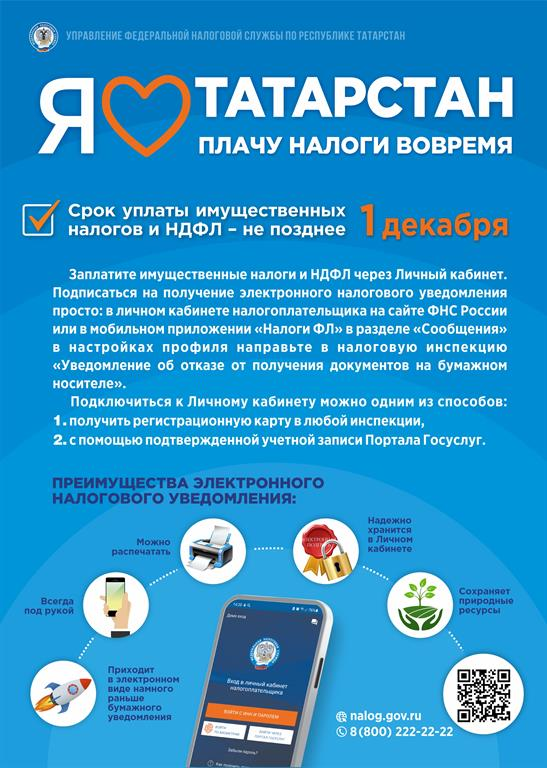 УПРАВЛЕНИЕ ФЕДЕРАЛЬНОЙ НАЛОГОВОЙ СЛУЖБЫ ПО РЕСПУБЛИКЕ ТАТАРСТАН
Я ТАТАРСТАН
ПЛАЧУ НАЛОГИ ВОВРЕМЯ
Срок уплаты имущественных
налогов и НДФЛ – не позднее 1 декабря
Заплатите имущественные налоги и НДФЛ через Личный кабинет.
Подписаться на получение электронного налогового уведомления
просто: в личном кабинете налогоплательщика на сайте ФНС России
или в мобильном приложении «Налоги ФЛ» в разделе «Сообщения»
в настройках профиля направьте в налоговую инспекцию
«Уведомление об отказе от получения документов на бумажном
носителе».
Подключиться к Личному кабинету можно одним из способов:
1. получить регистрационную карту в любой инспекции,
2. с помощью подтвержденной учетной записи Портала Госуслуг.
ПРЕИМУЩЕСТВА ЭЛЕКТРОННОГО
НАЛОГОВОГО УВЕДОМЛЕНИЯ:
Приходит
в электронном
виде намного
раньше
бумажного
уведомления
Всегда
под рукой
Можно
распечатать
Надежно
хранится
в Личном
кабинете
Сохраняет
природные
ресурсы
Демо вход
Вход в личный кабинет
налогоплательщика
ВОЙТИ С ИНН И ПАРОЛЕМ
Забыли пароль?
nalog.gov.ru
8 (800) 222-22-22